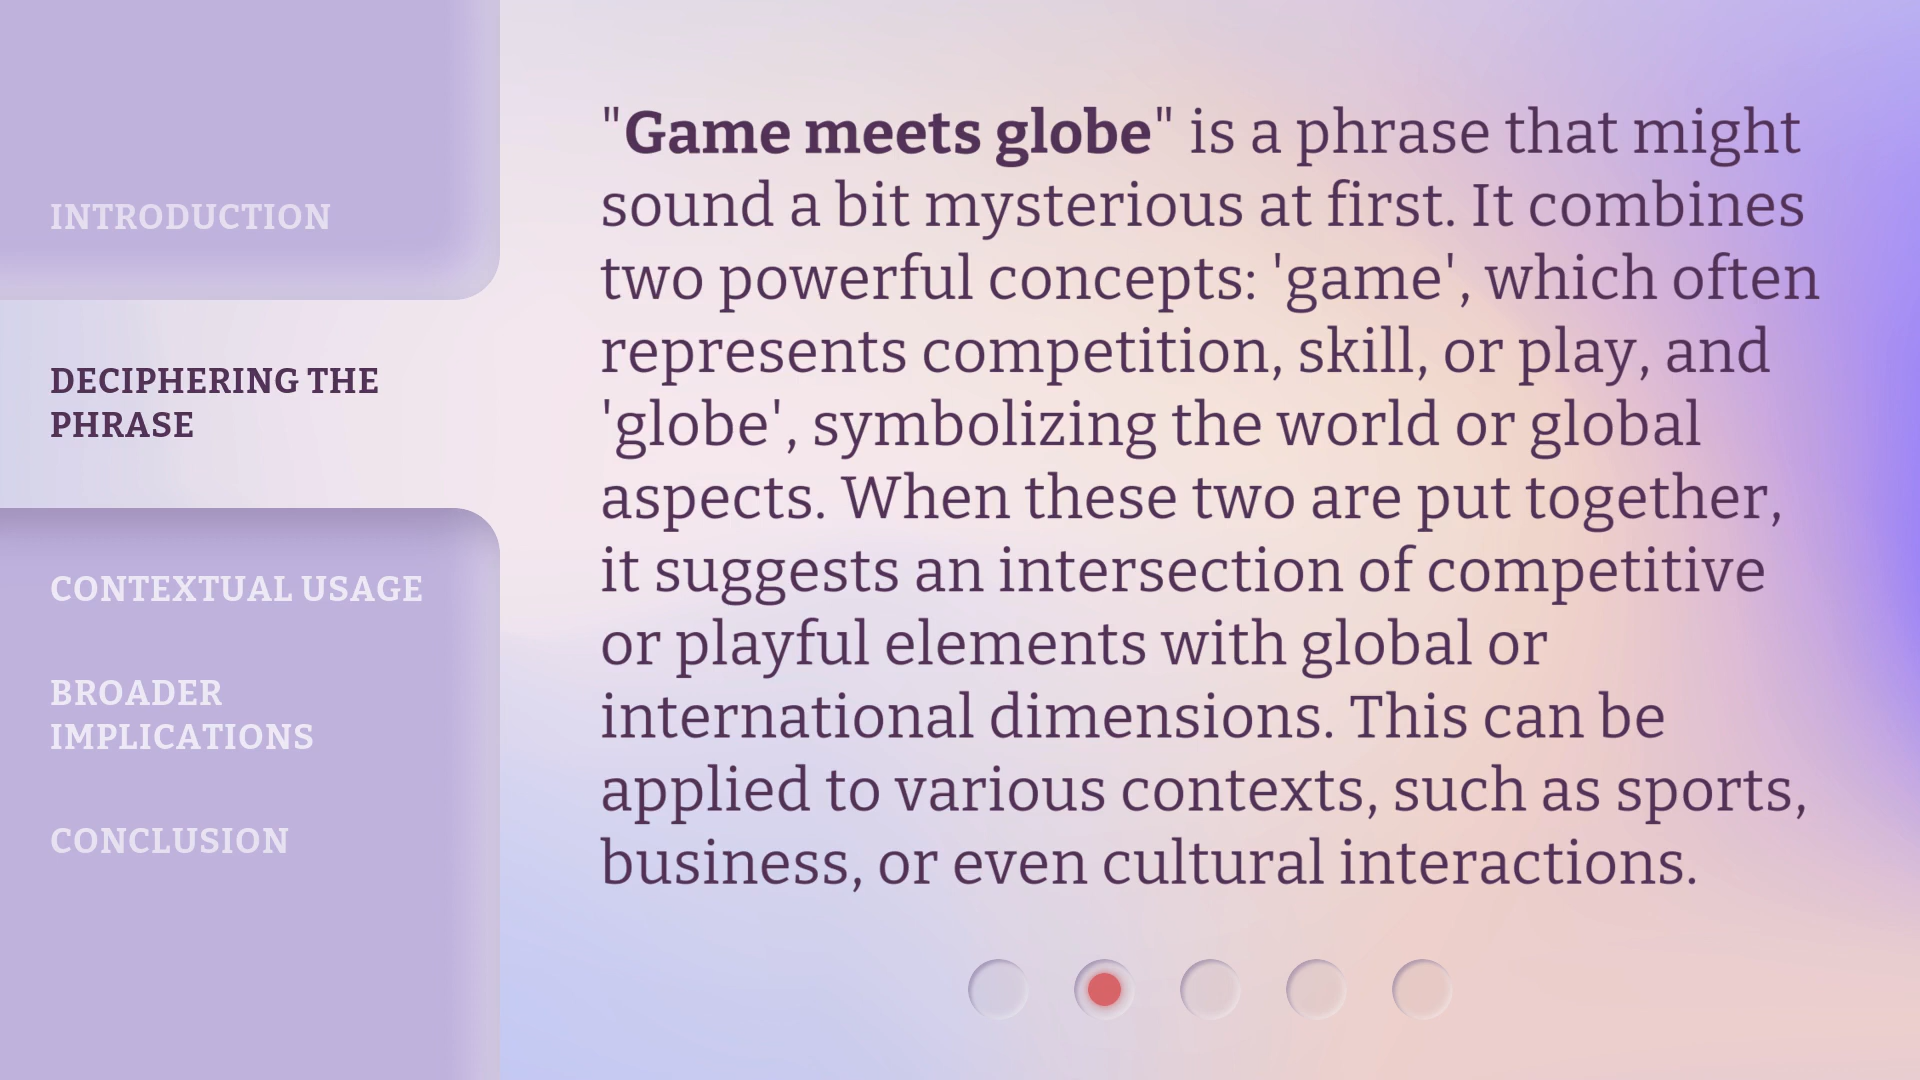 INTRODUCTION
DECIPHERING THE
PHRASE
CONTEXTUAL USAGE
BROADER
IMPLICATIONS
CONCLUSION
"Game meets globe" is a phrase that might
sound a bit mysterious at first. It combines
two powerful concepts: 'game', which often
represents competition, skill, or play, and
'globe', symbolizing the world or global
aspects. When these two are put together,
it suggests an intersection of competitive
or playful elements with global or
international dimensions. This can be
applied to various contexts, such as sports,
business, or even cultural interactions.